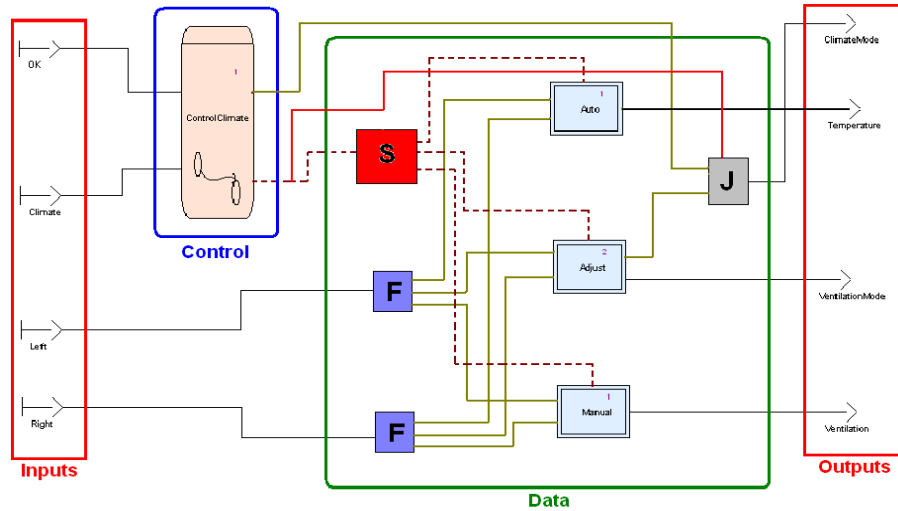 OK
Climate
Left
Right
Inputs
1
ControlClimate
Control
S
F
F
1
Auto
2
Adjust
1
Manual
J
Data
ClimateMode
Temperature
VentilationMode
Ventilation
Outputs